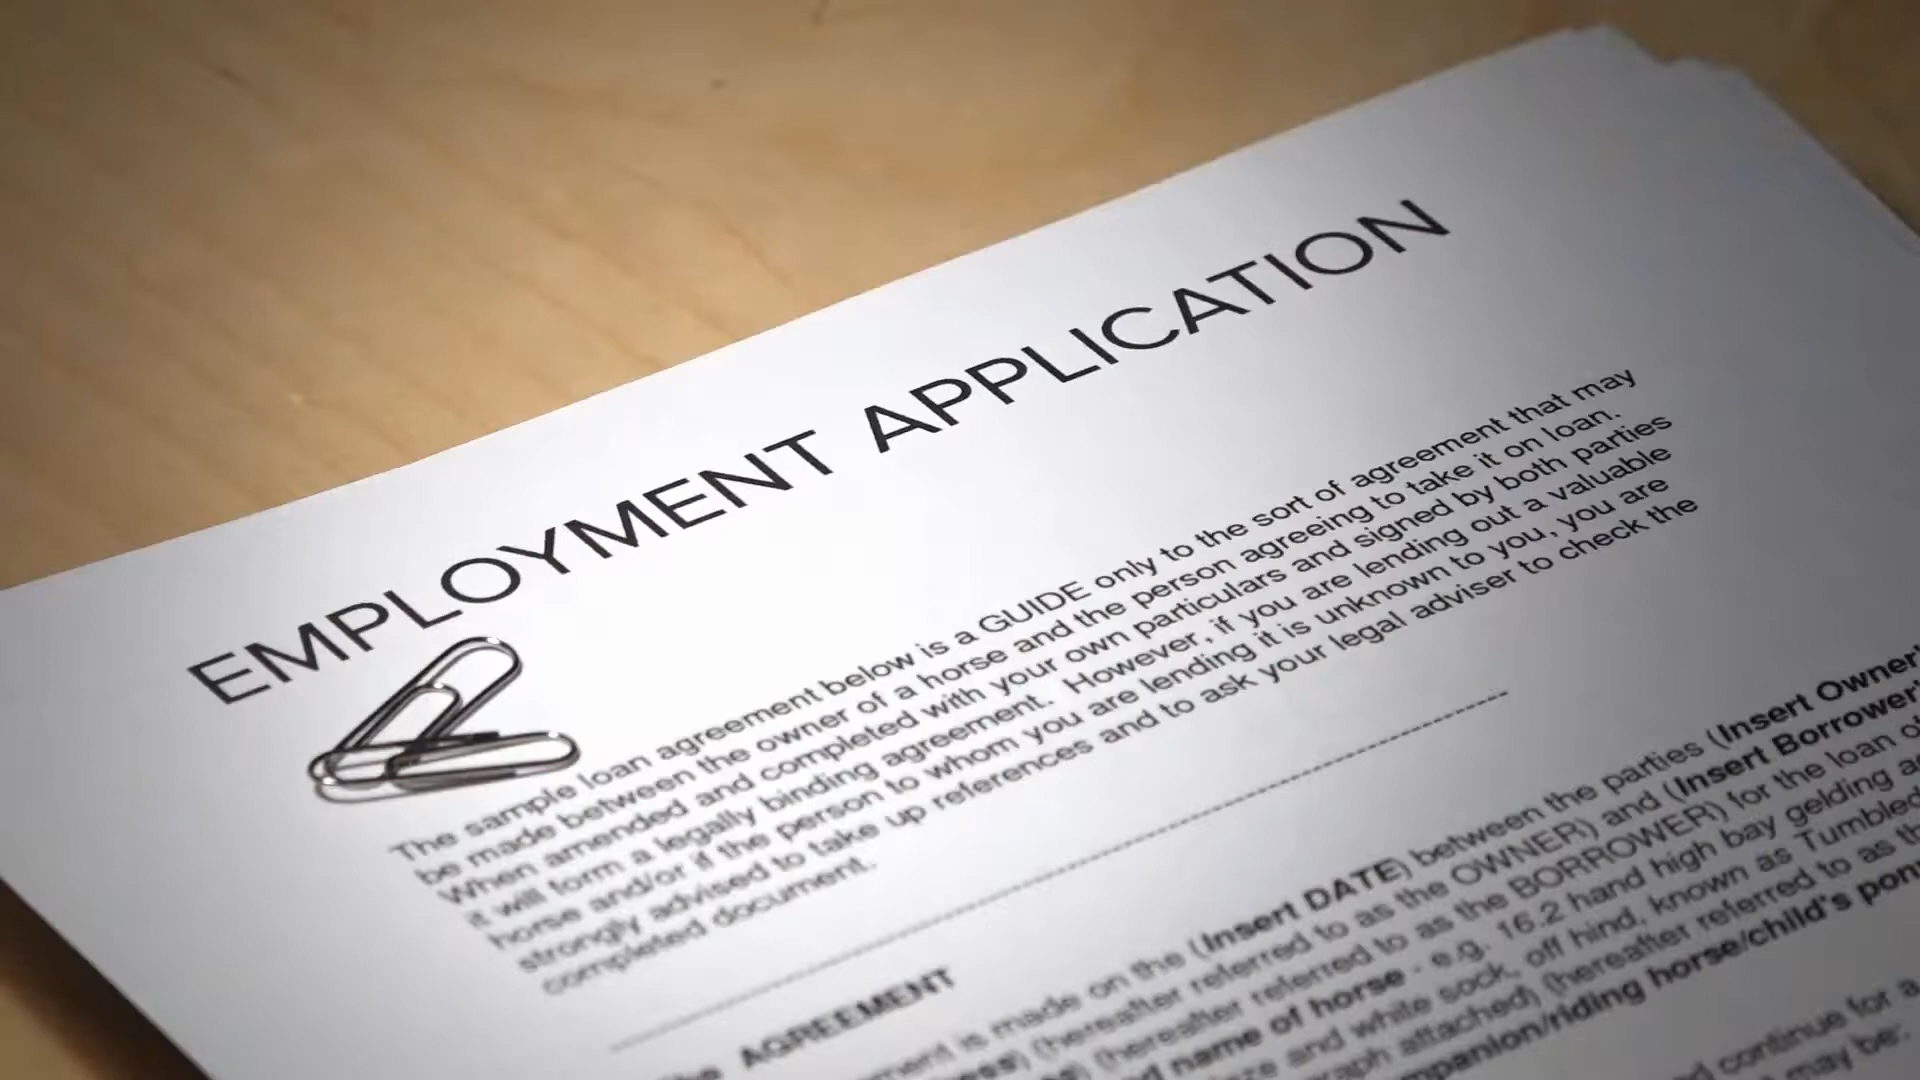 EMPLOYMENT APPLICATION
The sample loan agreement below is a GUIDE only to the sort of agreement that may
be made between the owner of a horse and the person agreeing to take it on loan.
When amended and completed with your own particulars and signed by both parties
it will form a legally binding agreement. However, if you are lending out a valuable
horse and/or if the person to whom you are lending it is unknown to you, you are
strongly advised to take up references and to ask your legal adviser to check the
completed document.
AGREEMENT
is made on the (Insert DATE) between the parties (Insert Owner's
(hereafter referred to as the OWNER) and (Insert Borrower's
(hereafter referred to as the BORROWER) for the loan of
name of horse - e.g. 16.2 hand high bay gelding
and white sock, off hind, known as Tumbled
attached) (hereafter referred to as
companion/riding horse/child's pony
continue for a
may be: